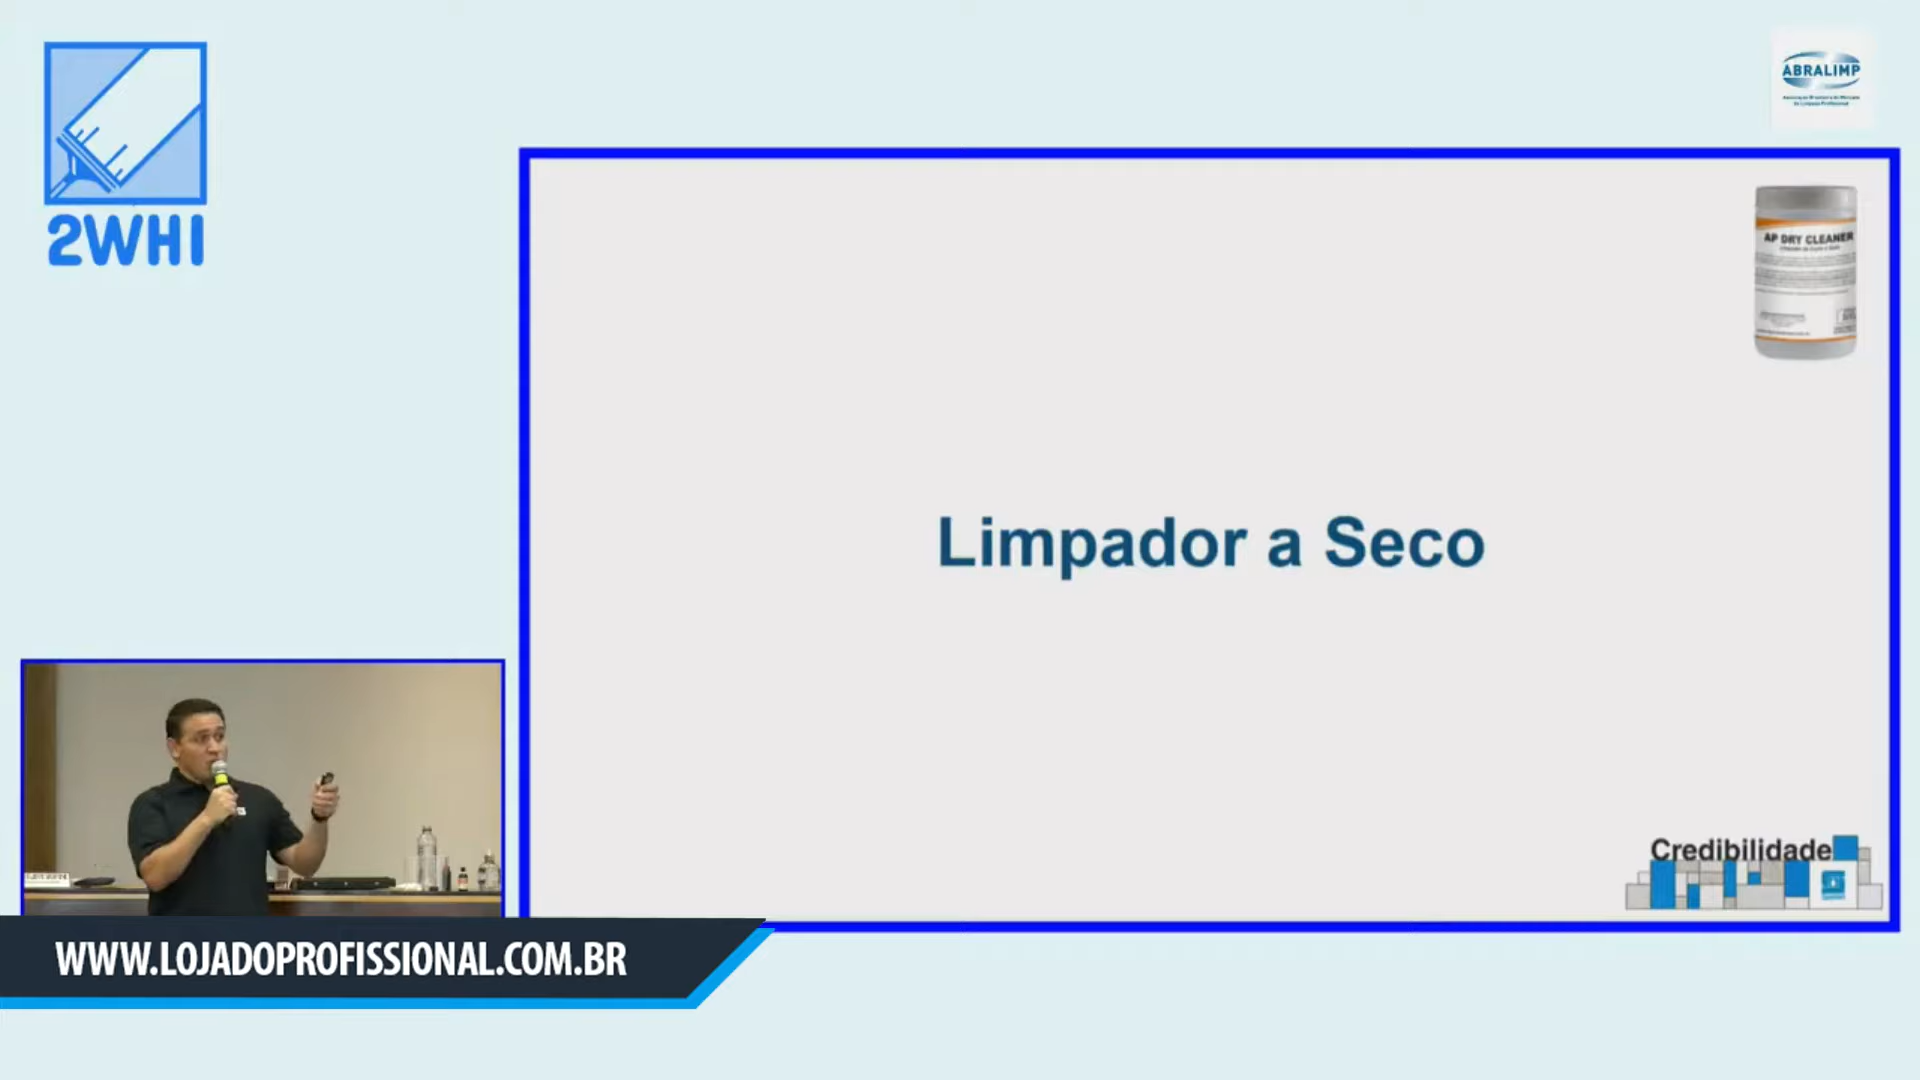 2WHI
ABRALIMP
AP DRY CLEANER
Limpador a Seco
Credibilidade
WWW.LOJADOPROFISSIONAL.COM.BR